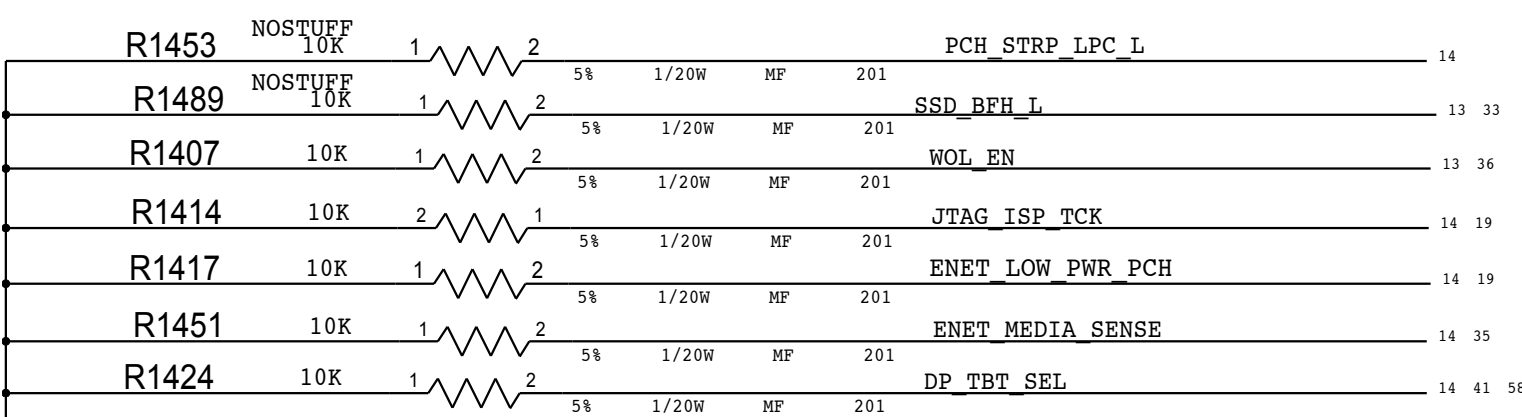 NOSTUFF
R1453 10K 1 2 PCH_STRP_LPC_L 14
5% 1/20W MF 201
NOSTUFF
R1489 10K 1 2 SSD_BFH_L 13 33
5% 1/20W MF 201
R1407 10K 1 2 WOL_EN 13 36
5% 1/20W MF 201
R1414 10K 2 1 JTAG_ISP_TCK 14 19
5% 1/20W MF 201
R1417 10K 1 2 ENET_LOW_PWR_PCH 14 19
5% 1/20W MF 201
R1451 10K 1 2 ENET_MEDIA_SENSE 14 35
5% 1/20W MF 201
R1424 10K 1 2 DP_TBT_SEL 14 41 58
5% 1/20W MF 201